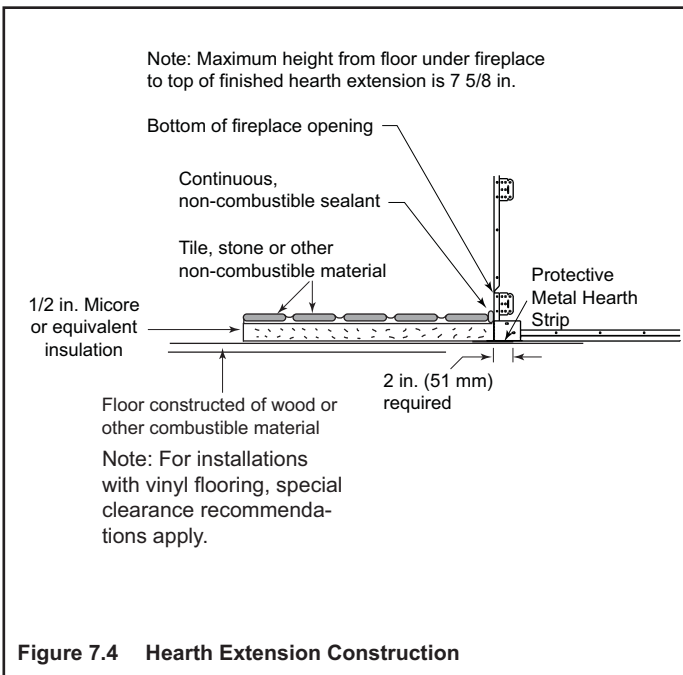 Note: Maximum height from floor under fireplace
to top of finished hearth extension is 7 5/8 in.
Bottom of fireplace opening
Continuous,
non-combustible sealant
Tile, stone or other
non-combustible material
Protective
Metal Hearth
Strip
1/2 in. Micore
or equivalent
insulation
2 in. (51 mm)
required
Floor constructed of wood or
other combustible material
Note: For installations
with vinyl flooring, special
clearance recommenda-
tions apply.
Figure 7.4 Hearth Extension Construction